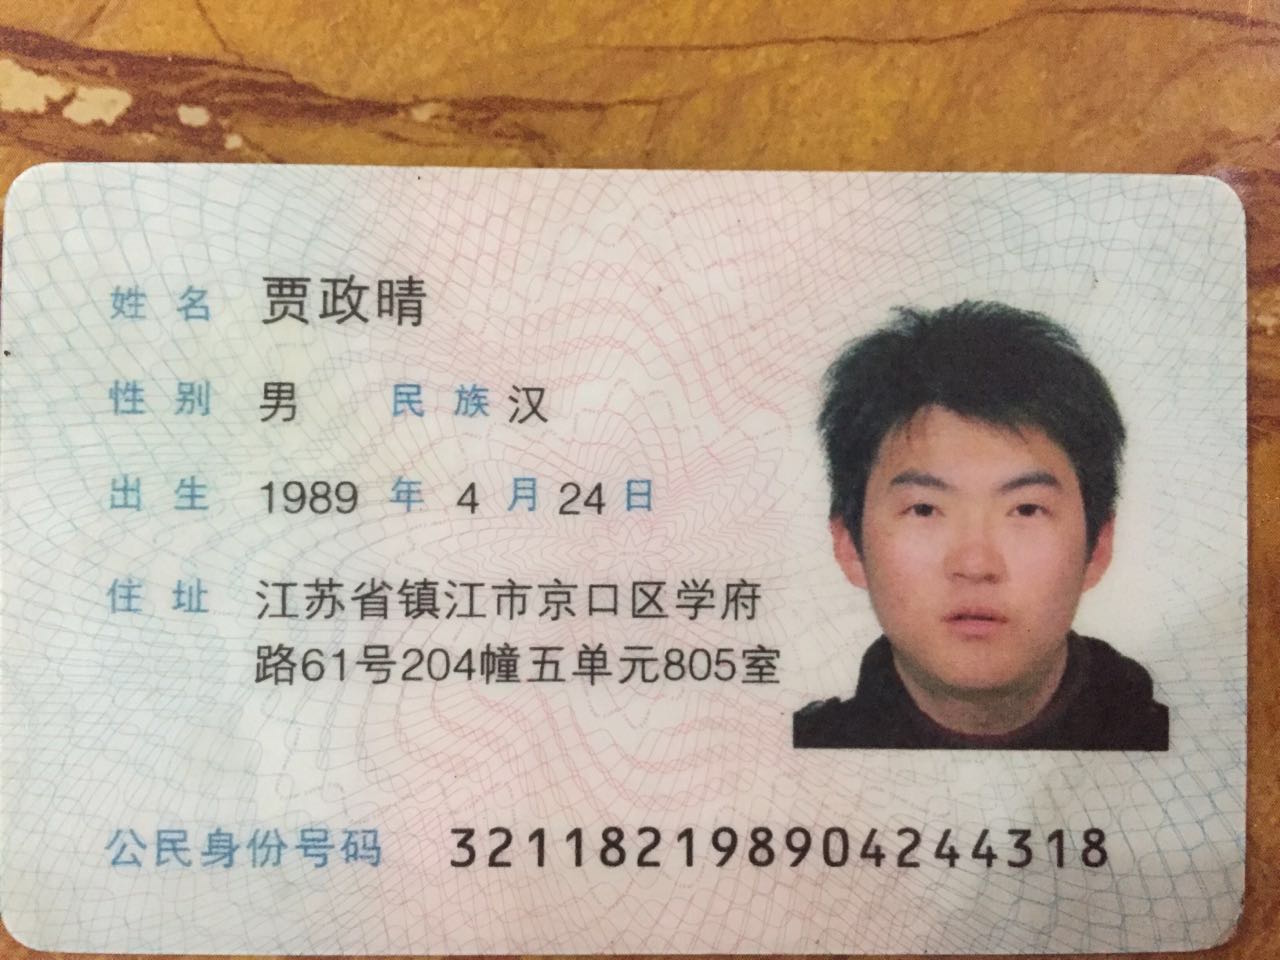 姓名 贾政晴
性别 男 民族 汉
出生 1989 年 4 月 24 日
住址 江苏省镇江市京口区学府
路61号204幢五单元805室
公民身份号码 321182198904244318